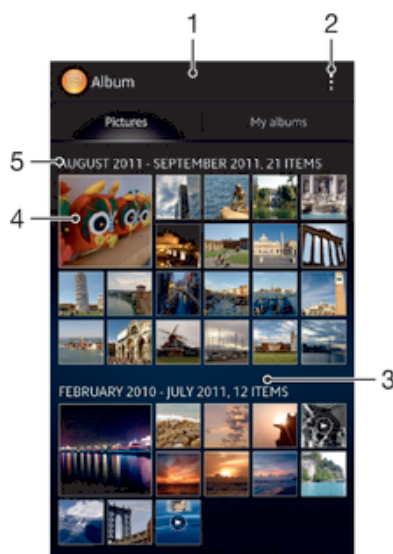 1
2
Album
Pictures
My albums
5
AUGUST 2011 - SEPTEMBER 2011, 21 ITEMS
4
3
FEBRUARY 2010 - JULY 2011, 12 ITEMS